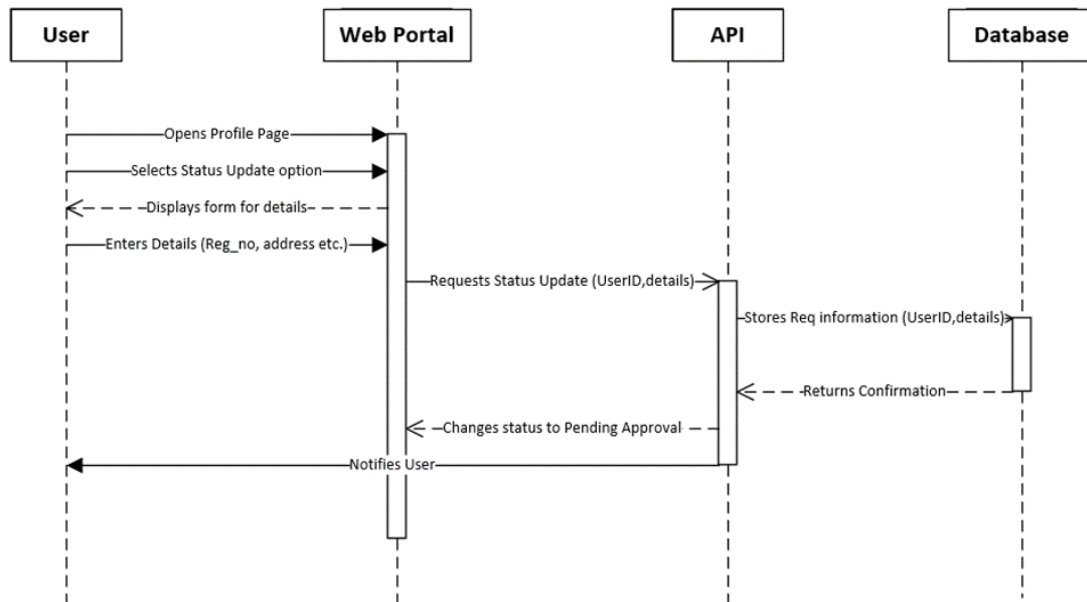 User
Web Portal
API
Database
Opens Profile Page
Selects Status Update option
Displays form for details
Enters Details (Reg_no, address etc.)
Requests Status Update (UserID,details)
Stores Req information (UserID,details)
Returns Confirmation
Changes status to Pending Approval
Notifies User